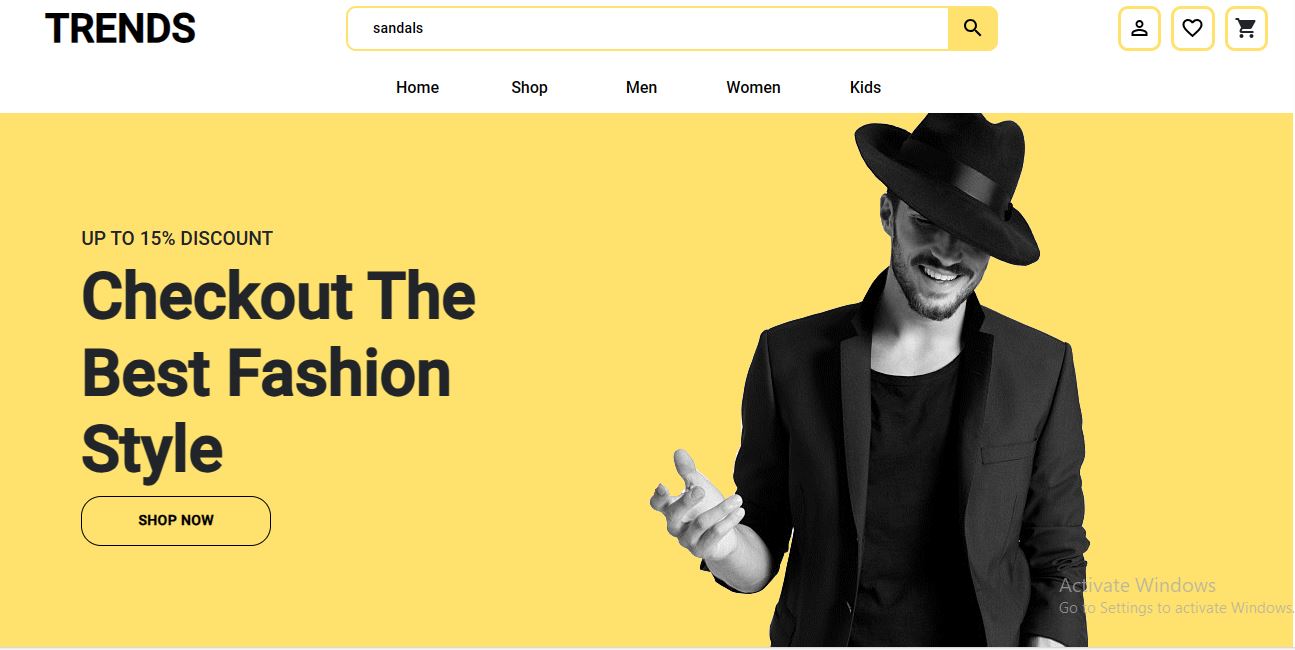 TRENDS
sandals
Home Shop Men Women Kids
UP TO 15% DISCOUNT
Checkout The
Best Fashion
Style
SHOP NOW
Activate Windows
Go to Settings to activate Windows.